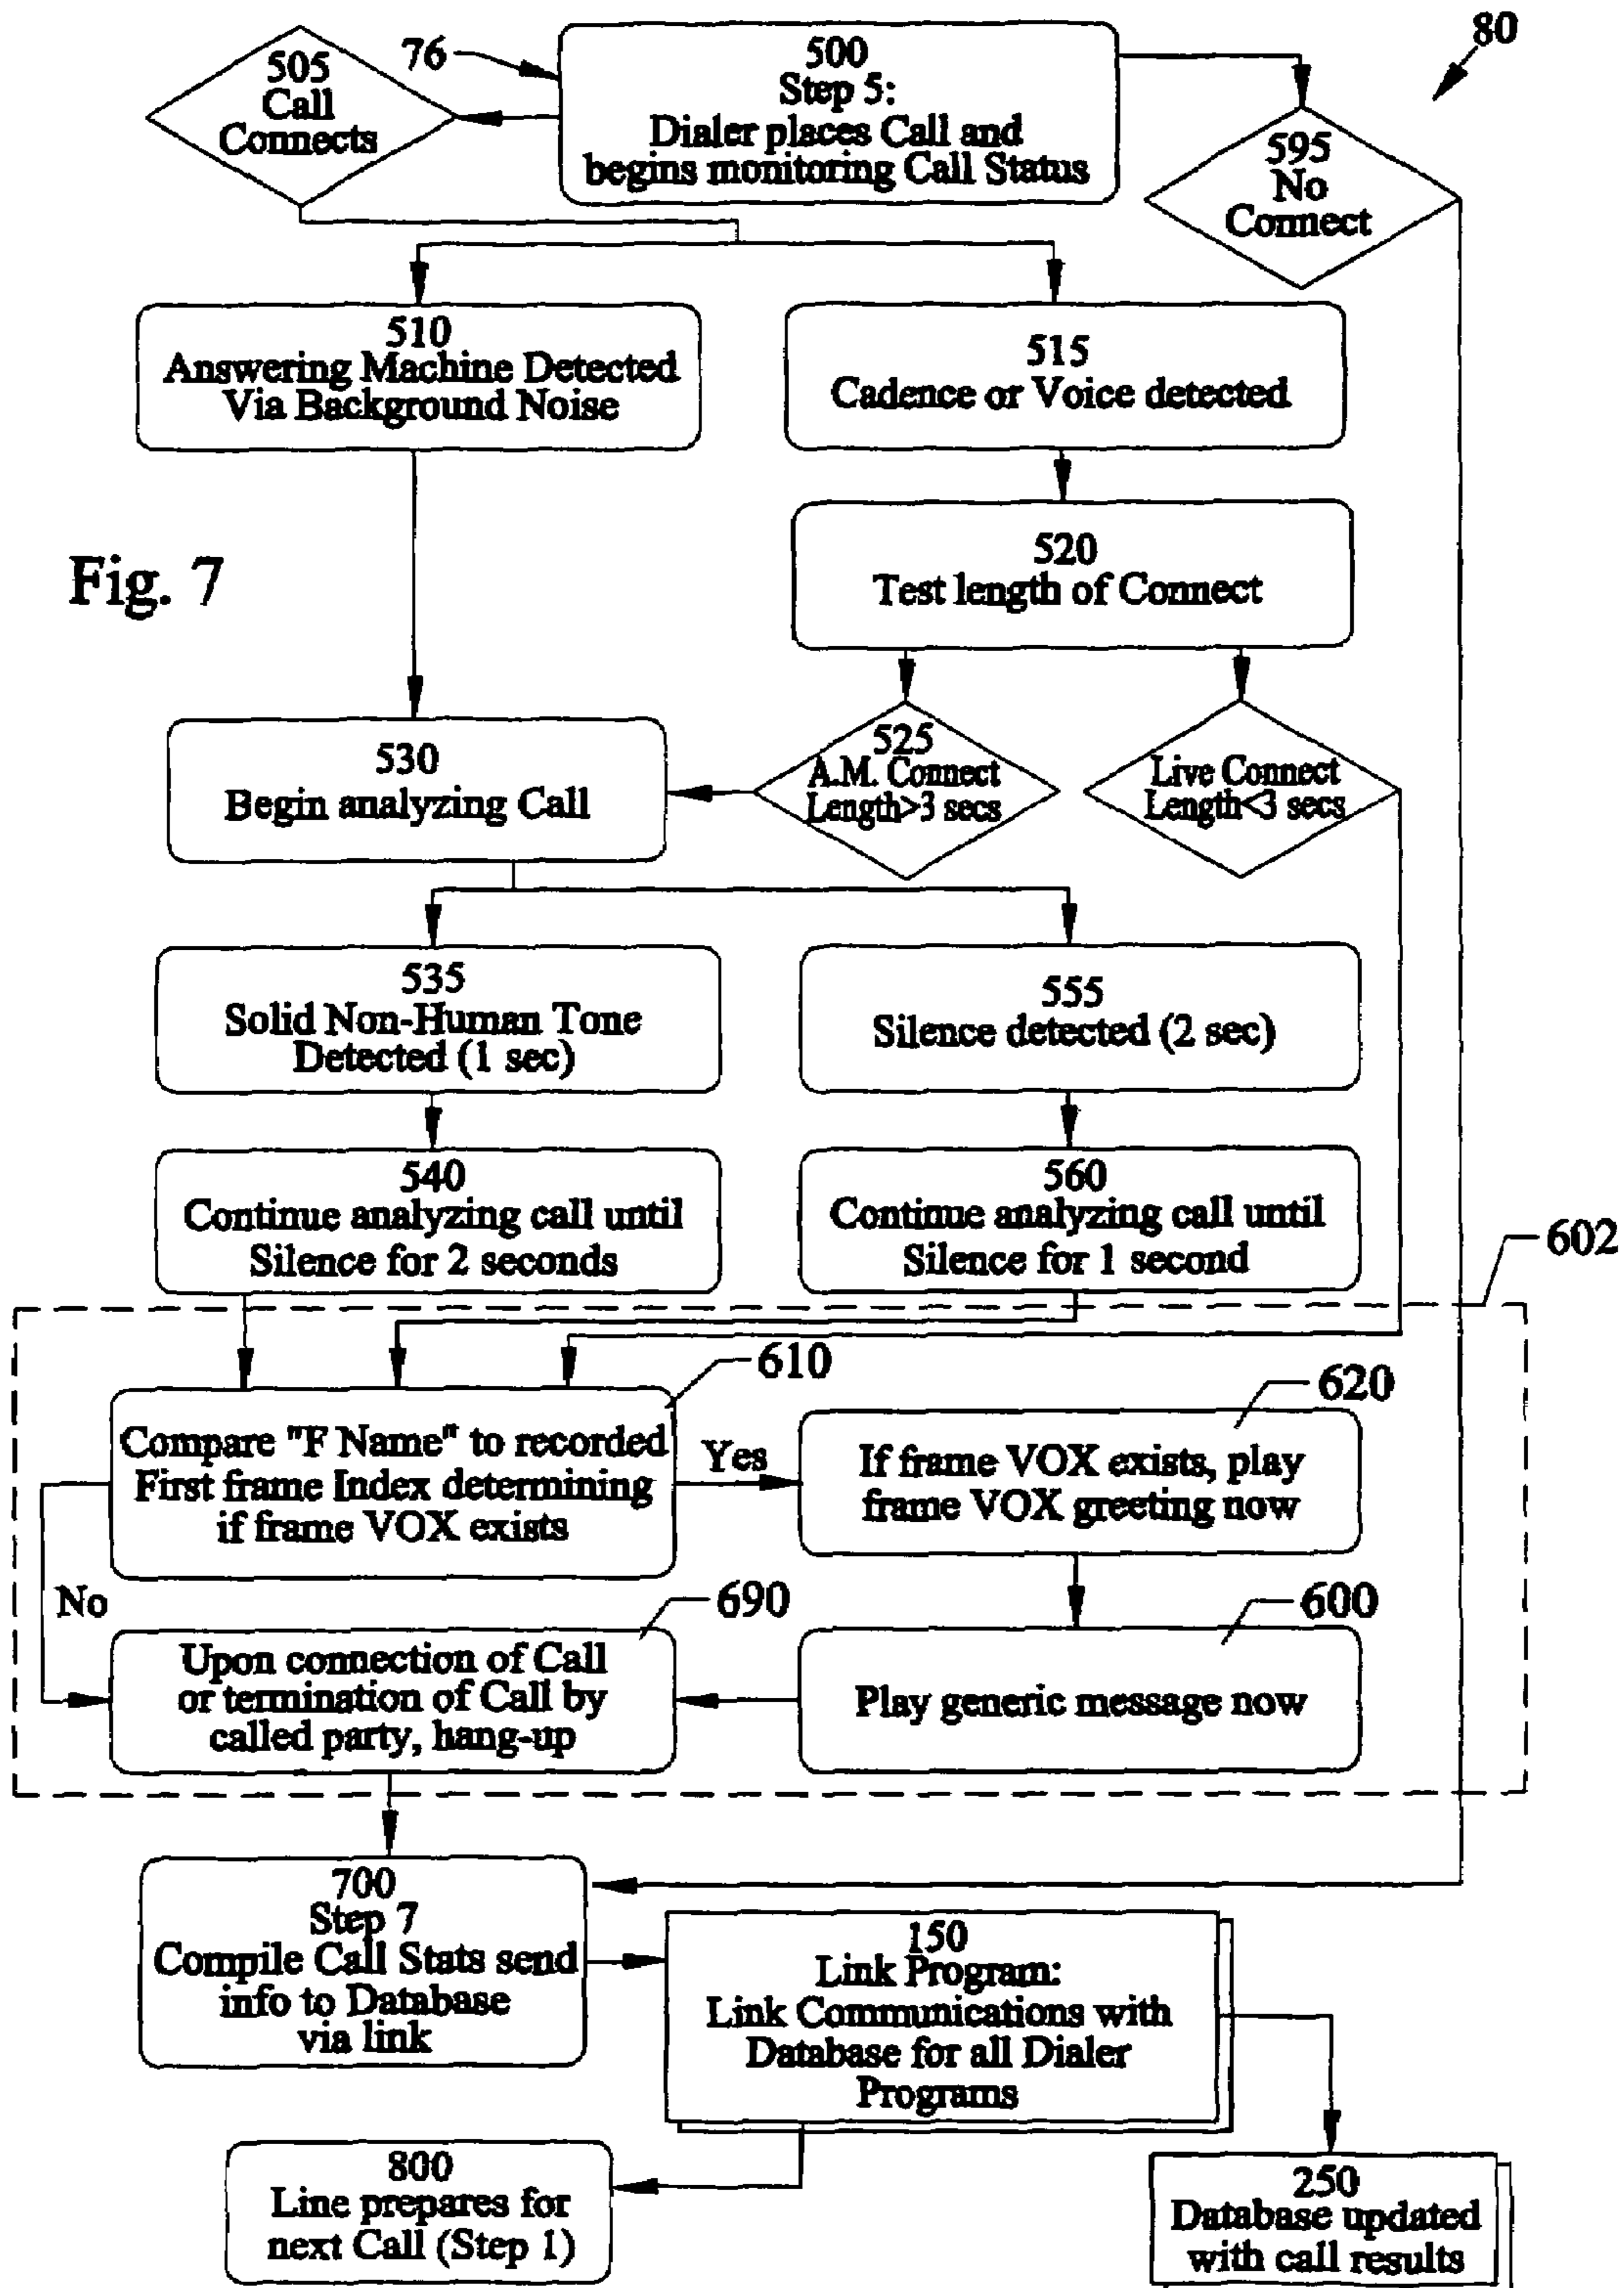 80
76
505
Call
Connects
500
Step 5:
Dialer places Call and
begins monitoring Call Status
595
No
Connect
510
Answering Machine Detected
Via Background Noise
515
Cadence or Voice detected
Fig. 7
520
Test length of Connect
530
Begin analyzing Call
525
A.M. Connect
Length>3 secs
Live Connect
Length<3 secs
535
Solid Non-Human Tone
Detected (1 sec)
555
Silence detected (2 sec)
540
Continue analyzing call until
Silence for 2 seconds
560
Continue analyzing call until
Silence for 1 second
602
610
Compare "F Name" to recorded
First frame Index determining
if frame VOX exists
Yes
620
If frame VOX exists, play
frame VOX greeting now
No
690
Upon connection of Call
or termination of Call by
called party, hang-up
600
Play generic message now
700
Step 7
Compile Call Stats send
info to Database
via link
150
Link Program:
Link Communications with
Database for all Dialer
Programs
800
Line prepares for
next Call (Step 1)
250
Database updated
with call results